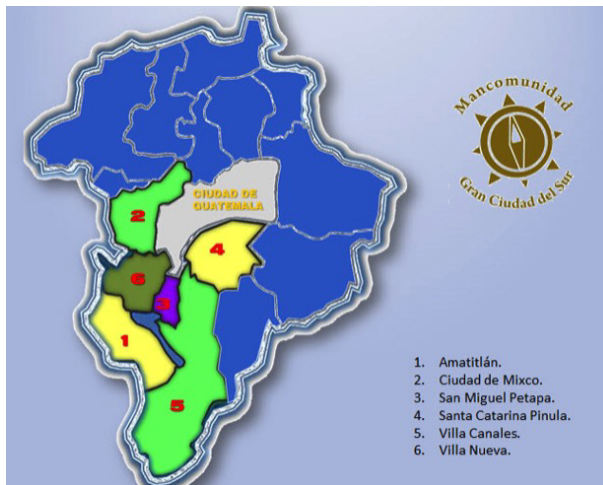 Mancomunidad
Gran Ciudad del Sur
CIUDAD DE
GUATEMALA
2
4
6
3
1
5
1. Amatitlán.
2. Ciudad de Mixco.
3. San Miguel Petapa.
4. Santa Catarina Pinula.
5. Villa Canales.
6. Villa Nueva.